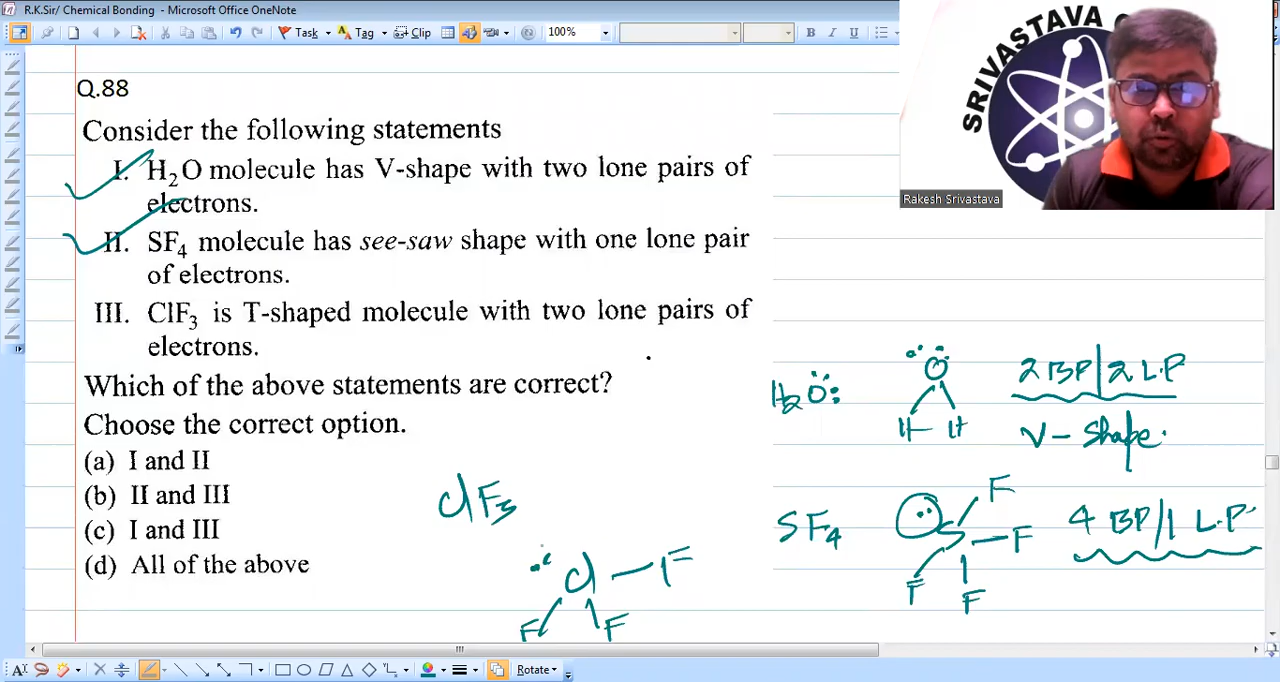 R.K.Sir/ Chemical Bonding - Microsoft Office OneNote
Task Tag Clip 100% B I U
SRIVASTAVA
Rakesh Srivastava
Q.88
Consider the following statements
I. H₂O molecule has V-shape with two lone pairs of
electrons.
II. SF₄ molecule has see-saw shape with one lone pair
of electrons.
III. ClF₃ is T-shaped molecule with two lone pairs of
electrons.
Which of the above statements are correct?
Choose the correct option.
(a) I and II
(b) II and III
(c) I and III
(d) All of the above
H₂O
O
H H
2 BP | 2 L.P
V - Shape.
SF₄
S F
F
F F
4 BP/1 L.P.
ClF₃
Cl F
F F
Rotate